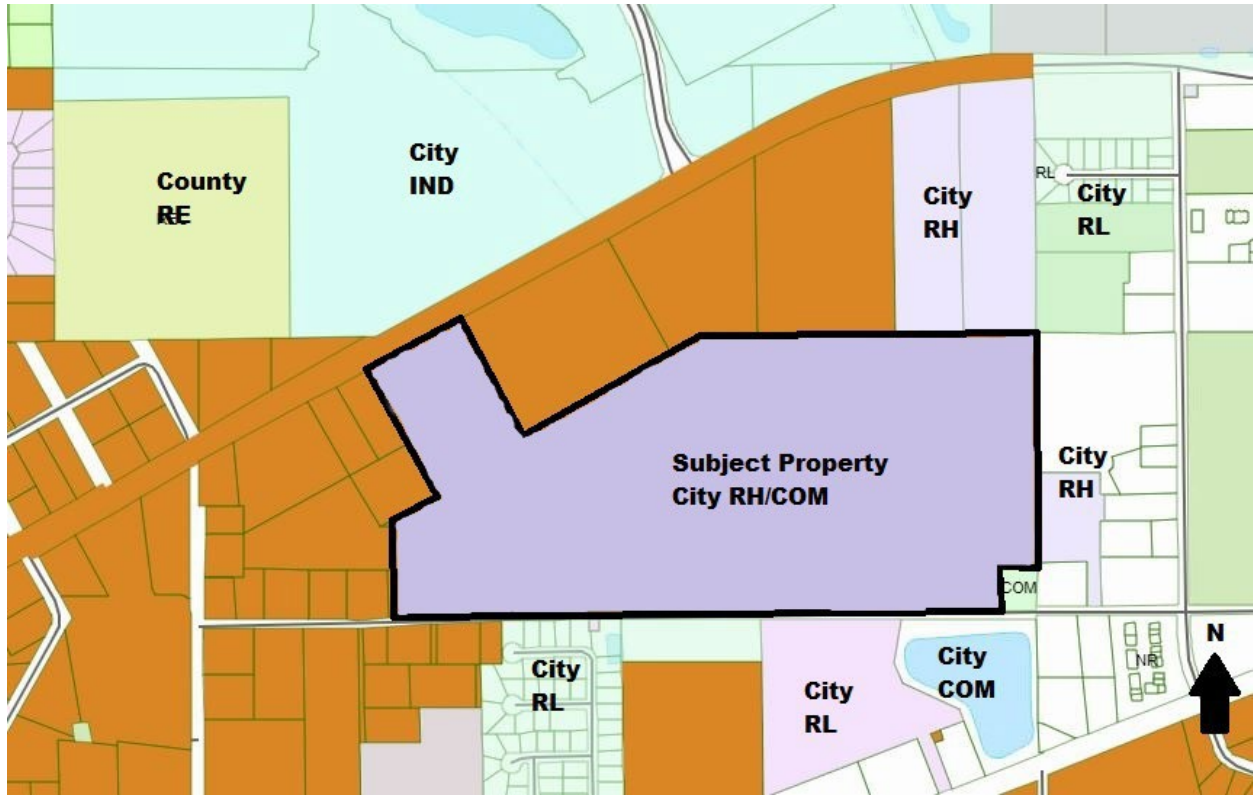 County
RE
City
IND
City
RH
RL
City
RL
Subject Property
City RH/COM
City
RH
COM
City
RL
City
RL
City
COM
NR
N